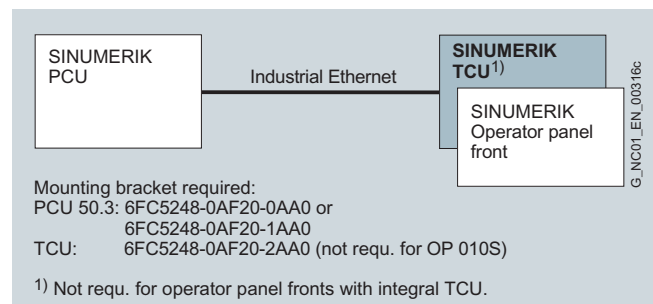 SINUMERIK
PCU
Industrial Ethernet
SINUMERIK
TCU1)
SINUMERIK
Operator panel
front
G_NC01_EN_00316c
Mounting bracket required:
PCU 50.3: 6FC5248-0AF20-0AA0 or
6FC5248-0AF20-1AA0
TCU: 6FC5248-0AF20-2AA0 (not requ. for OP 010S)
1) Not requ. for operator panel fronts with integral TCU.